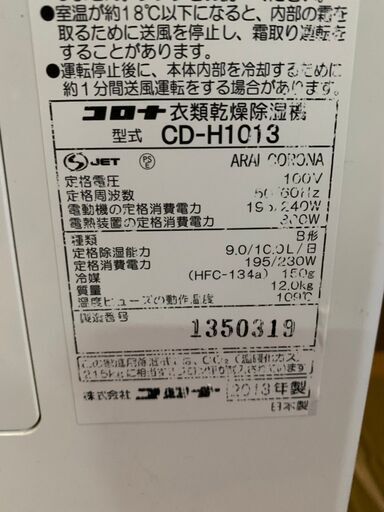 ●室温が約18℃以下になると、内部の霜を
取るために送風を停止し、霜取り運転を
することがあります。
●運転停止後に、本体内部を冷却するために
約1分間送風運転をする場合があります。
コロナ衣類乾燥除湿機
型式 CD-H1013
JET PS E ARAI CORONA
定格電圧 100V
定格周波数 50/60Hz
電動機の定格消費電力 195/240W
電熱装置の定格消費電力 300W
種類 B形
定格除湿能力 9.0/10.0L/日
定格消費電力 195/230W
冷媒 (HFC-134a) 150g
質量 12.0kg
温度ヒューズの動作温度 109℃
製造番号
1350319
株式会社 コロナ 2013年製
日本製